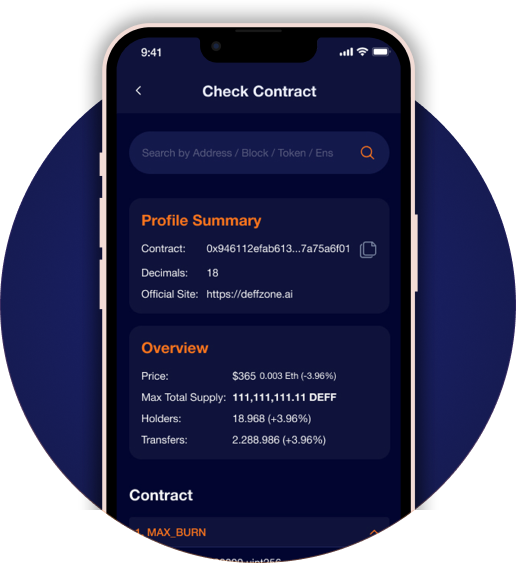 9:41
Check Contract
Search by Address / Block / Token / Ens
Profile Summary
Contract: 0x946112efab613...7a75a6f01
Decimals: 18
Official Site: https://deffzone.ai
Overview
Price: $365 0.003 Eth (-3.96%)
Max Total Supply: 111,111,111.11 DEFF
Holders: 18.968 (+3.96%)
Transfers: 2.288.986 (+3.96%)
Contract
1. MAX_BURN
uint256